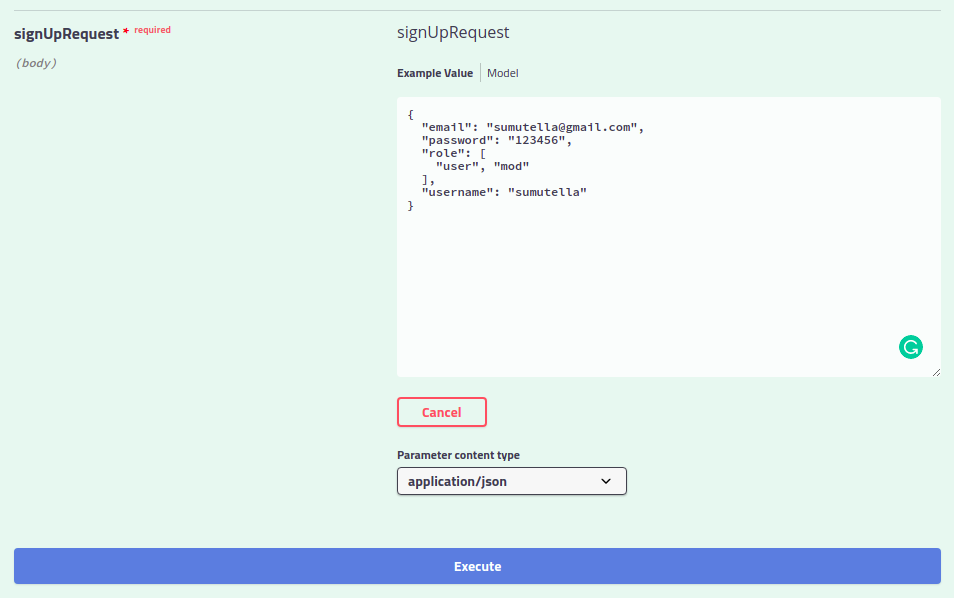 signUpRequest * required
(body)
signUpRequest
Example Value Model
{
  "email": "sumutella@gmail.com",
  "password": "123456",
  "role": [
    "user", "mod"
  ],
  "username": "sumutella"
}
Cancel
Parameter content type
application/json
Execute